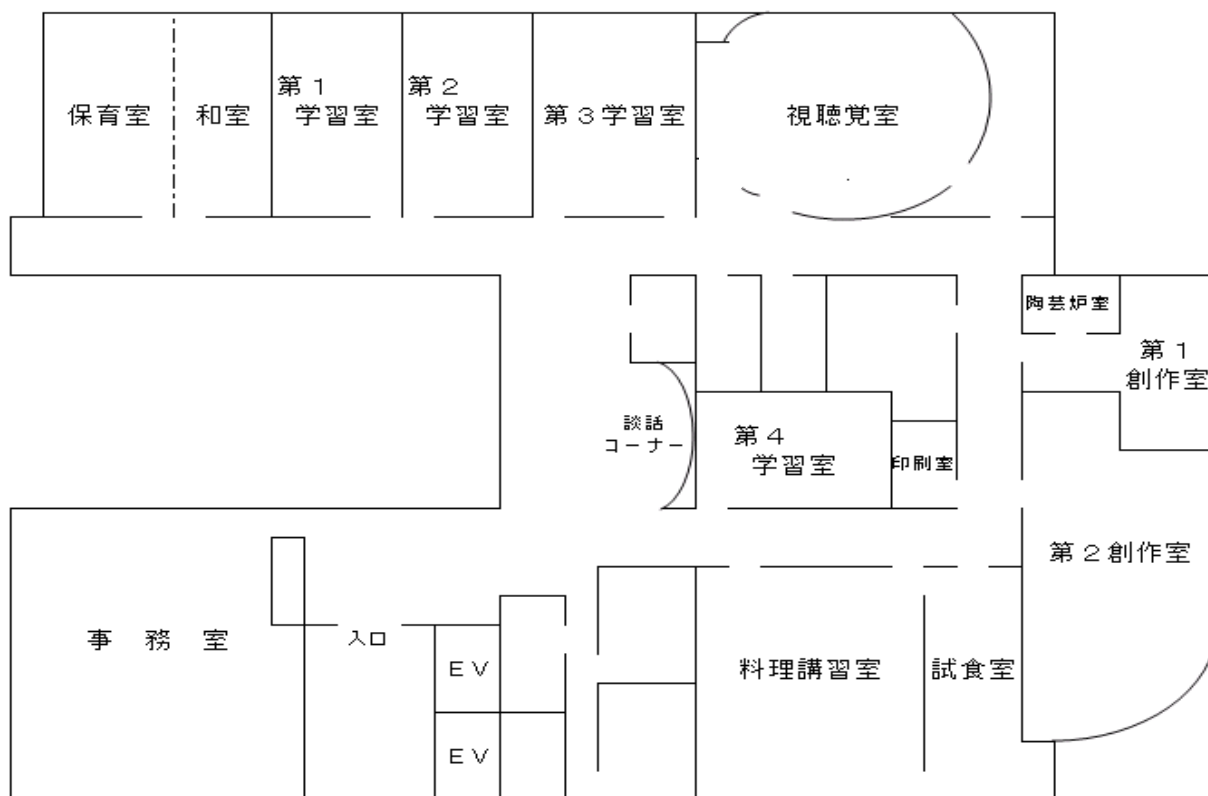 保育室
和室
第１
学習室
第２
学習室
第３学習室
視聴覚室
陶芸炉室
第１
創作室
談話
コーナー
第４
学習室
印刷室
第２創作室
事務室
入口
ＥＶ
ＥＶ
料理講習室
試食室